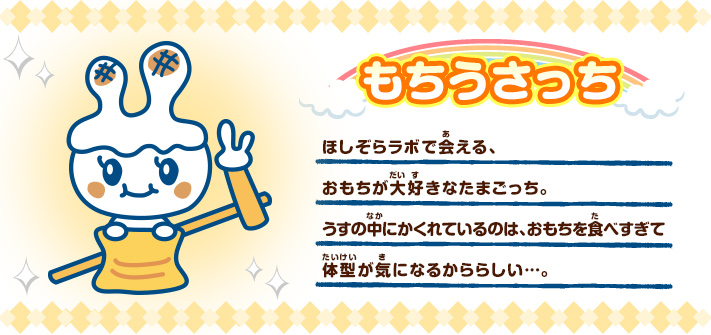 もちうさっち
ほしぞらラボで会える、
おもちが大好きなたまごっち。
うすの中にかくれているのは、おもちを食べすぎて
体型が気になるかららしい…。